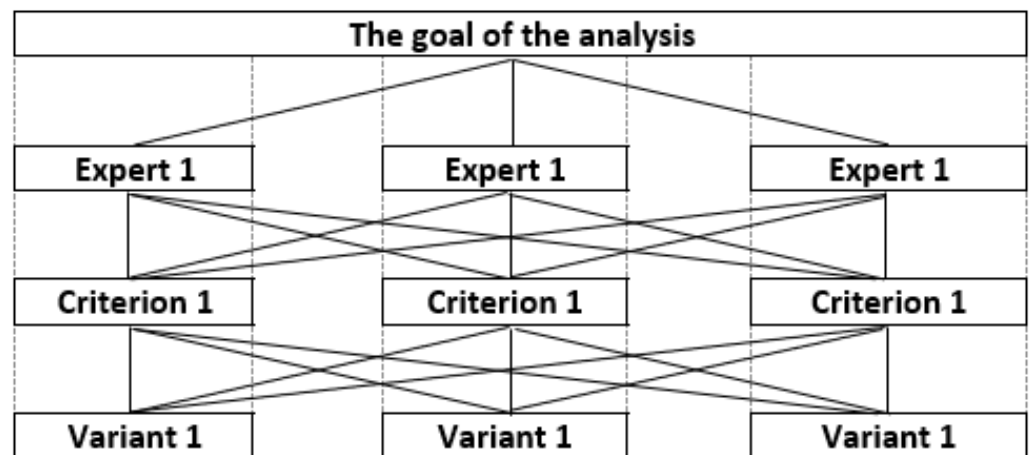 The goal of the analysis
Expert 1 Expert 1 Expert 1
Criterion 1 Criterion 1 Criterion 1
Variant 1 Variant 1 Variant 1